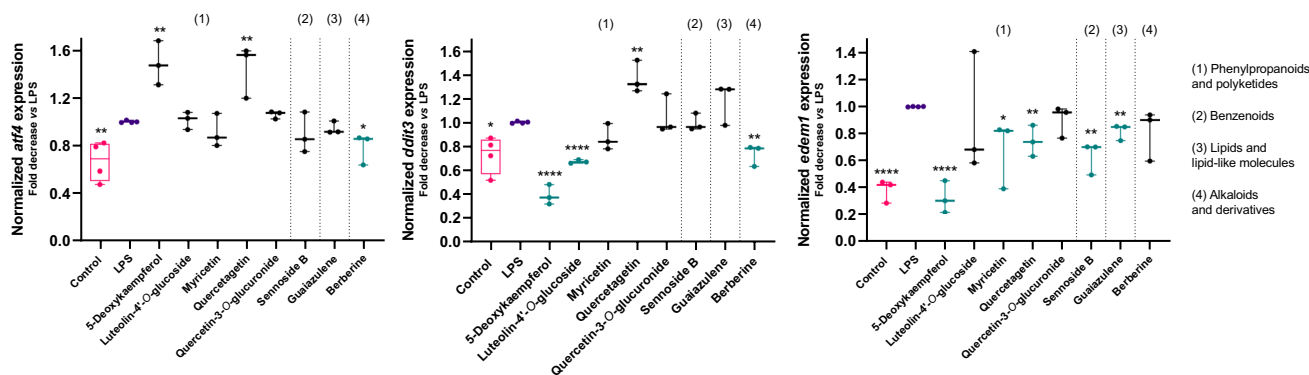 (1)
(2)
(3)
(4)
Normalized atf4 expression
Fold decrease vs LPS
1.6
1.2
0.8
0.4
0.0
**
**
**
*
Control
LPS
5-Deoxykaempferol
Luteolin-4'-O-glucoside
Myricetin
Quercetagetin
Quercetin-3-O-glucuronide
Sennoside B
Guaiazulene
Berberine
(1)
(2)
(3)
(4)
Normalized ddit3 expression
Fold decrease vs LPS
1.6
1.4
1.2
1.0
0.8
0.6
0.4
0.2
0.0
*
****
****
**
**
Control
LPS
5-Deoxykaempferol
Luteolin-4'-O-glucoside
Myricetin
Quercetagetin
Quercetin-3-O-glucuronide
Sennoside B
Guaiazulene
Berberine
(1)
(2)
(3)
(4)
Normalized edem1 expression
Fold decrease vs LPS
1.4
1.2
1.0
0.8
0.6
0.4
0.2
0.0
****
****
*
**
**
**
Control
LPS
5-Deoxykaempferol
Luteolin-4'-O-glucoside
Myricetin
Quercetagetin
Quercetin-3-O-glucuronide
Sennoside B
Guaiazulene
Berberine
(1) Phenylpropanoids
and polyketides
(2) Benzenoids
(3) Lipids and
lipid-like molecules
(4) Alkaloids
and derivatives